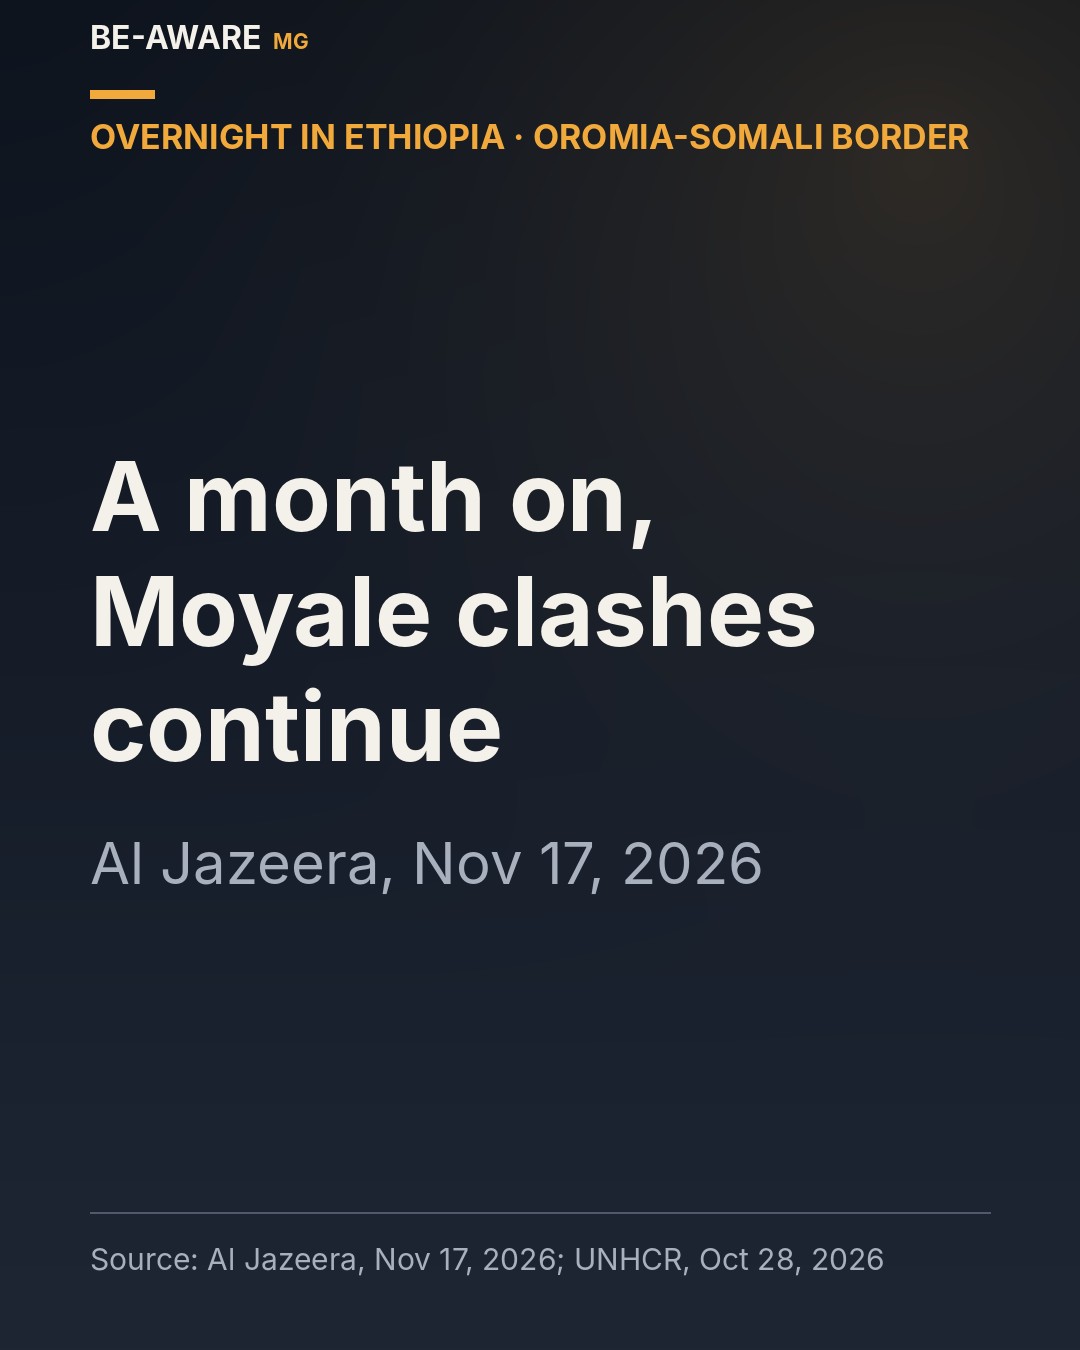 BE-AWARE MG
OVERNIGHT IN ETHIOPIA · OROMIA-SOMALI BORDER
A month on,
Moyale clashes
continue
Al Jazeera, Nov 17, 2026
Source: Al Jazeera, Nov 17, 2026; UNHCR, Oct 28, 2026